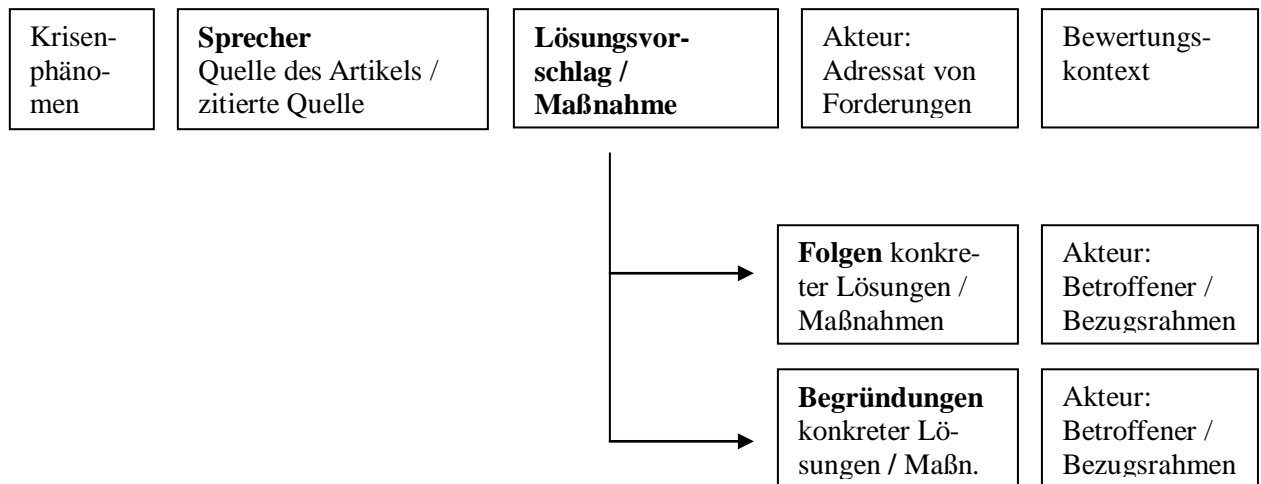 Krisen-
phäno-
men
Sprecher
Quelle des Artikels /
zitierte Quelle
Lösungsvor-
schlag /
Maßnahme
Akteur:
Adressat von
Forderungen
Bewertungs-
kontext
Folgen konkre-
ter Lösungen /
Maßnahmen
Akteur:
Betroffener /
Bezugsrahmen
Begründungen
konkreter Lö-
sungen / Maßn.
Akteur:
Betroffener /
Bezugsrahmen